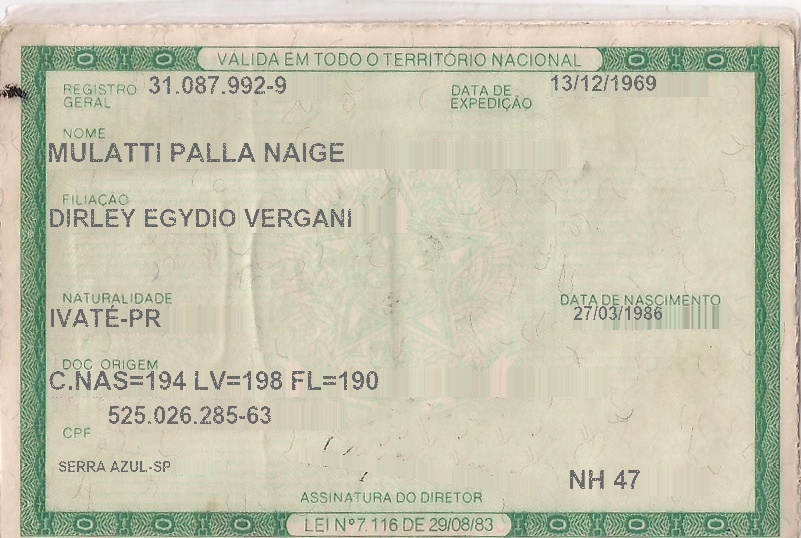 VÁLIDA EM TODO O TERRITÓRIO NACIONAL
REGISTRO GERAL 31.087.992-9 DATA DE EXPEDIÇÃO 13/12/1969
NOME
MULATTI PALLA NAIGE
FILIAÇÃO
DIRLEY EGYDIO VERGANI
NATURALIDADE DATA DE NASCIMENTO
IVATÉ-PR 27/03/1986
DOC ORIGEM
C.NAS=194 LV=198 FL=190
525.026.285-63
CPF
SERRA AZUL-SP NH 47
ASSINATURA DO DIRETOR
LEI Nº 7.116 DE 29/08/83